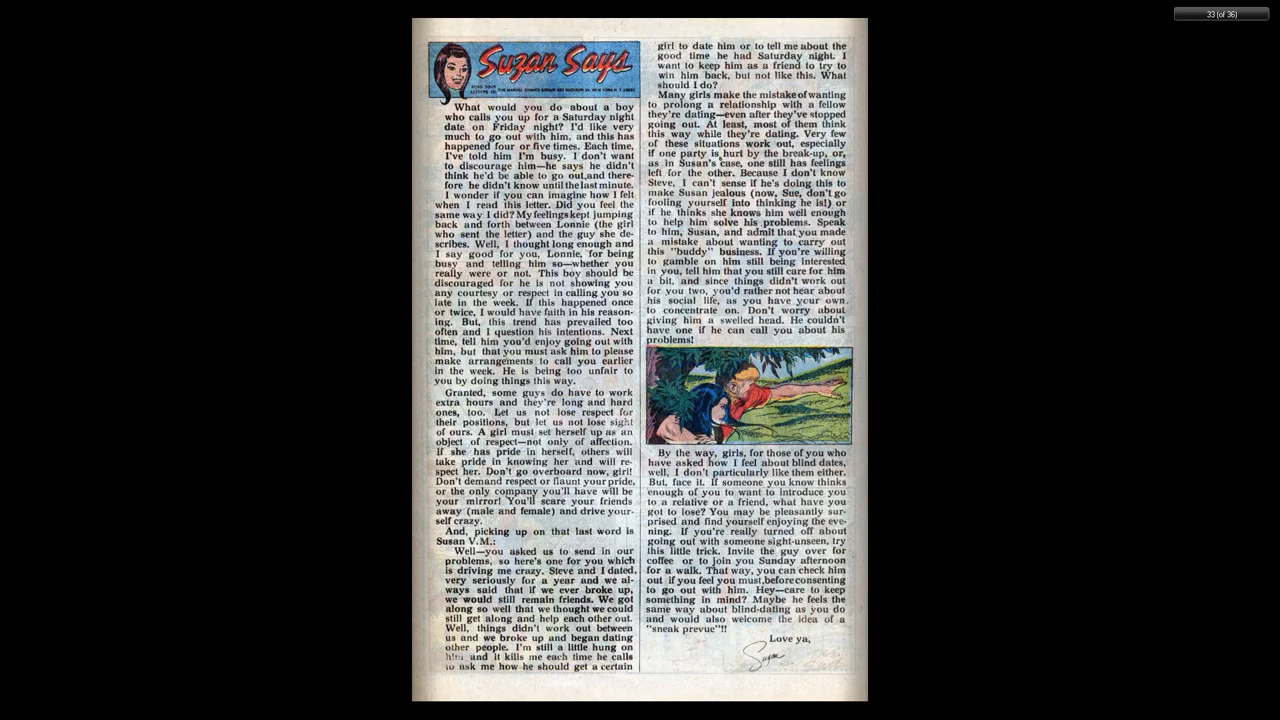 33 (of 36)
Suzan Says
SEND YOUR
LETTERS TO: THE MARVEL COMICS GROUP 625 MADISON AV. NEW YORK N. Y. 10022
What would you do about a boy
who calls you up for a Saturday night
date on Friday night? I'd like very
much to go out with him, and this has
happened four or five times. Each time,
I've told him I'm busy. I don't want
to discourage him—he says he didn't
think he'd be able to go out,and there-
fore he didn't know until the last minute.
I wonder if you can imagine how I felt
when I read this letter. Did you feel the
same way I did? My feelings kept jumping
back and forth between Lonnie (the girl
who sent the letter) and the guy she de-
scribes. Well, I thought long enough and
I say good for you, Lonnie, for being
busy and telling him so—whether you
really were or not. This boy should be
discouraged for he is not showing you
any courtesy or respect in calling you so
late in the week. If this happened once
or twice, I would have faith in his reason-
ing. But, this trend has prevailed too
often and I question his intentions. Next
time, tell him you'd enjoy going out with
him, but that you must ask him to please
make arrangements to call you earlier
in the week. He is being too unfair to
you by doing things this way.
Granted, some guys do have to work
extra hours and they're long and hard
ones, too. Let us not lose respect for
their positions, but let us not lose sight
of ours. A girl must set herself up as an
object of respect—not only of affection.
If she has pride in herself, others will
take pride in knowing her and will re-
spect her. Don't go overboard now, girl!
Don't demand respect or flaunt your pride,
or the only company you'll have will be
your mirror! You'll scare your friends
away (male and female) and drive your-
self crazy.
And, picking up on that last word is
Susan V.M.:
Well—you asked us to send in our
problems, so here's one for you which
is driving me crazy. Steve and I dated,
very seriously for a year and we al-
ways said that if we ever broke up,
we would still remain friends. We got
along so well that we thought we could
still get along and help each other out.
Well, things didn't work out between
us and we broke up and began dating
other people. I'm still a little hung on
him and it kills me each time he calls
to ask me how he should get a certain
girl to date him or to tell me about the
good time he had Saturday night. I
want to keep him as a friend to try to
win him back, but not like this. What
should I do?
Many girls make the mistake of wanting
to prolong a relationship with a fellow
they're dating—even after they've stopped
going out. At least, most of them think
this way while they're dating. Very few
of these situations work out, especially
if one party is hurt by the break-up, or,
as in Susan's case, one still has feelings
left for the other. Because I don't know
Steve, I can't sense if he's doing this to
make Susan jealous (now, Sue, don't go
fooling yourself into thinking he is!) or
if he thinks she knows him well enough
to help him solve his problems. Speak
to him, Susan, and admit that you made
a mistake about wanting to carry out
this "buddy" business. If you're willing
to gamble on him still being interested
in you, tell him that you still care for him
a bit, and since things didn't work out
for you two, you'd rather not hear about
his social life, as you have your own.
to concentrate on. Don't worry about
giving him a swelled head. He couldn't
have one if he can call you about his
problems!
By the way, girls, for those of you who
have asked how I feel about blind dates,
well, I don't particularly like them either.
But, face it. If someone you know thinks
enough of you to want to introduce you
to a relative or a friend, what have you
got to lose? You may be pleasantly sur-
prised and find yourself enjoying the eve-
ning. If you're really turned off about
going out with someone sight-unseen, try
this little trick. Invite the guy over for
coffee or to join you Sunday afternoon
for a walk. That way, you can check him
out if you feel you must,before consenting
to go out with him. Hey—care to keep
something in mind? Maybe he feels the
same way about blind-dating as you do
and would also welcome the idea of a
"sneak prevue"!!
Love ya,
Suzan